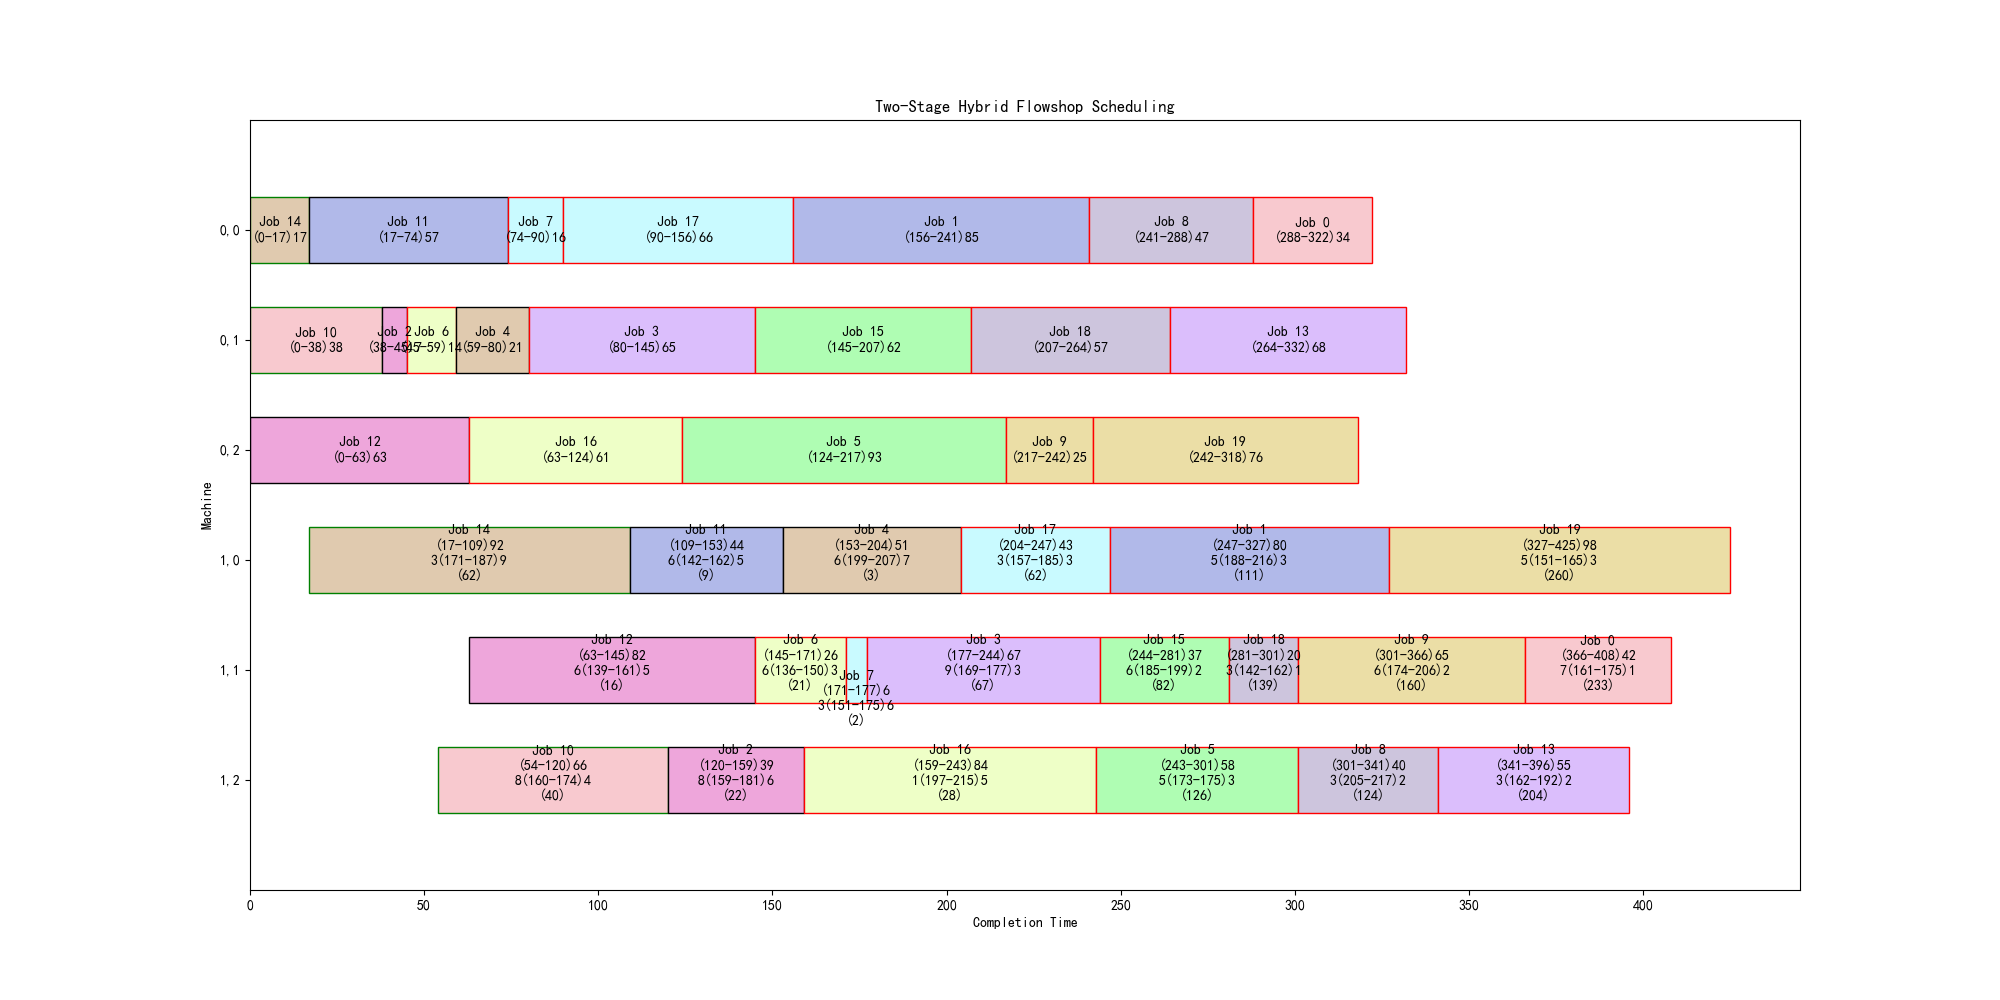 Two-Stage Hybrid Flowshop Scheduling
0,0
Job 14
(0-17)17
Job 11
(17-74)57
Job 7
(74-90)16
Job 17
(90-156)66
Job 1
(156-241)85
Job 8
(241-288)47
Job 0
(288-322)34
0,1
Job 10
(0-38)38
Job 2
(38-45)7
Job 6
(45-59)14
Job 4
(59-80)21
Job 3
(80-145)65
Job 15
(145-207)62
Job 18
(207-264)57
Job 13
(264-332)68
0,2
Job 12
(0-63)63
Job 16
(63-124)61
Job 5
(124-217)93
Job 9
(217-242)25
Job 19
(242-318)76
Machine
1,0
Job 14
(17-109)92
3(171-187)9
(62)
Job 11
(109-153)44
6(142-162)5
(9)
Job 4
(153-204)51
6(199-207)7
(3)
Job 17
(204-247)43
3(157-185)3
(62)
Job 1
(247-327)80
5(188-216)3
(111)
Job 19
(327-425)98
5(151-165)3
(260)
1,1
Job 12
(63-145)82
6(139-161)5
(16)
Job 6
(145-171)26
6(136-150)3
(21)
Job 7
(171-177)6
3(151-175)6
(2)
Job 3
(177-244)67
9(169-177)3
(67)
Job 15
(244-281)37
6(185-199)2
(82)
Job 18
(281-301)20
3(142-162)1
(139)
Job 9
(301-366)65
6(174-206)2
(160)
Job 0
(366-408)42
7(161-175)1
(233)
1,2
Job 10
(54-120)66
8(160-174)4
(40)
Job 2
(120-159)39
8(159-181)6
(22)
Job 16
(159-243)84
1(197-215)5
(28)
Job 5
(243-301)58
5(173-175)3
(126)
Job 8
(301-341)40
3(205-217)2
(124)
Job 13
(341-396)55
3(162-192)2
(204)
0
50
100
150
200
250
300
350
400
Completion Time